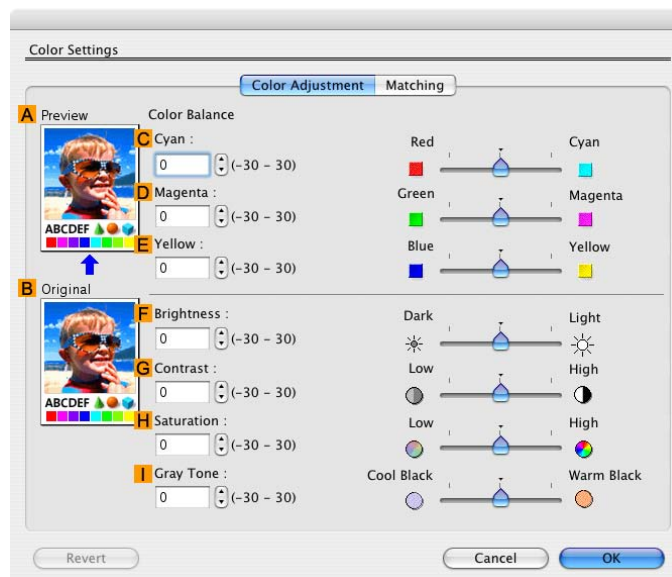 Color Settings
Color Adjustment Matching
A Preview
Color Balance
C Cyan :
0 (-30 – 30)
Red Cyan
D Magenta :
0 (-30 – 30)
Green Magenta
E Yellow :
0 (-30 – 30)
Blue Yellow
ABCDEF
B Original
ABCDEF
F Brightness :
0 (-30 – 30)
Dark Light
G Contrast :
0 (-30 – 30)
Low High
H Saturation :
0 (-30 – 30)
Low High
I Gray Tone :
0 (-30 – 30)
Cool Black Warm Black
Revert Cancel OK